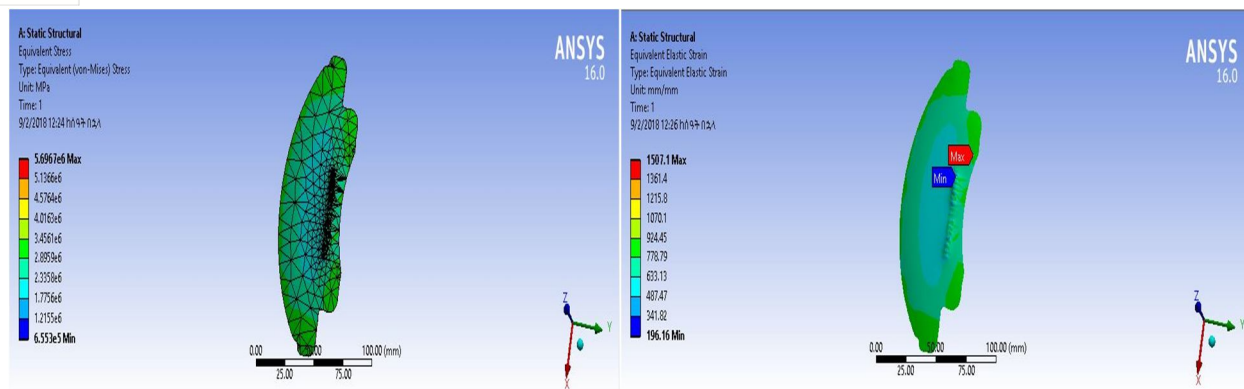 A: Static Structural
Equivalent Stress
Type: Equivalent (von-Mises) Stress
Unit: MPa
Time: 1
9/2/2018 12:24
ANSYS
16.0
5.6967e6 Max
5.1366e6
4.5764e6
4.0163e6
3.4561e6
2.8959e6
2.3358e6
1.7756e6
1.2155e6
6.553e5 Min
0.00
100.00 (mm)
25.00
75.00
Z
Y
X
A: Static Structural
Equivalent Elastic Strain
Type: Equivalent Elastic Strain
Unit: mm/mm
Time: 1
9/2/2018 12:26
ANSYS
16.0
1507.1 Max
1361.4
1215.8
1070.1
924.45
778.79
633.13
487.47
341.82
196.16 Min
Max
Min
0.00
50.00
100.00 (mm)
25.00
75.00
Z
Y
X